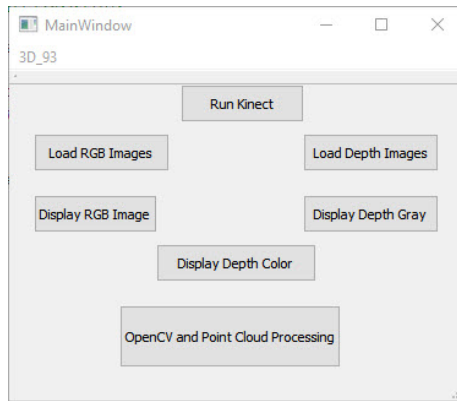 MainWindow
3D_93
Run Kinect
Load RGB Images
Load Depth Images
Display RGB Image
Display Depth Gray
Display Depth Color
OpenCV and Point Cloud Processing